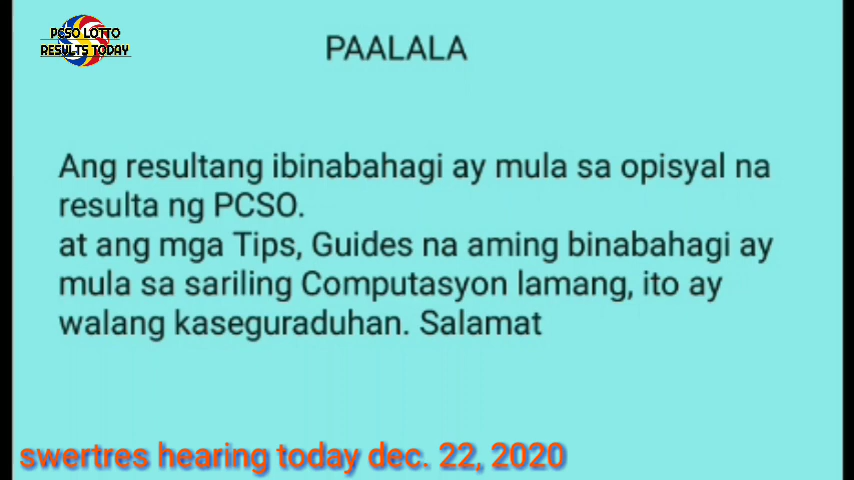 PCSO LOTTO
RESULTS TODAY
PAALALA
Ang resultang ibinabahagi ay mula sa opisyal na
resulta ng PCSO.
at ang mga Tips, Guides na aming binabahagi ay
mula sa sariling Computasyon lamang, ito ay
walang kaseguraduhan. Salamat
swertres hearing today dec. 22, 2020